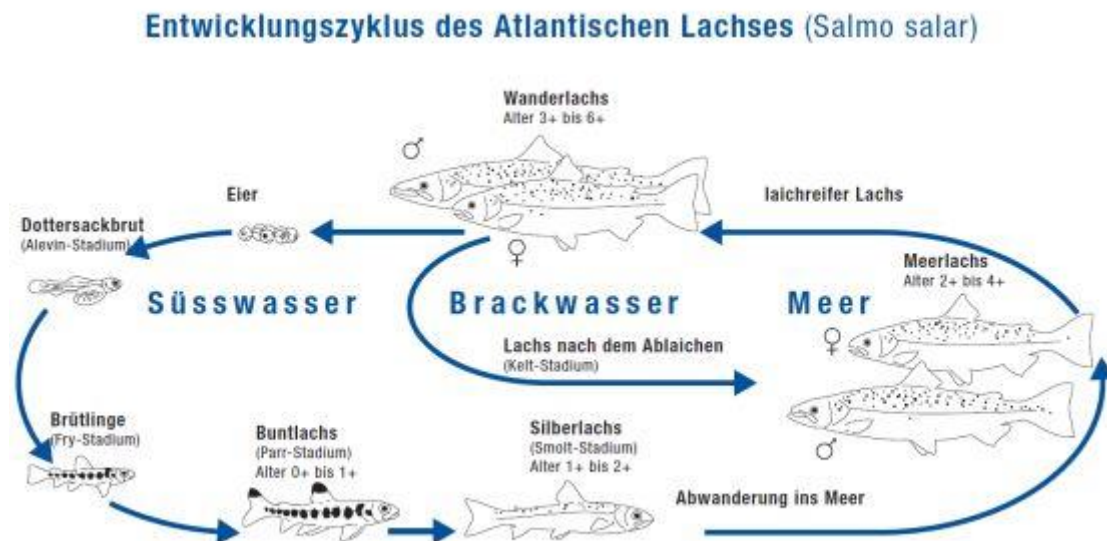 Entwicklungszyklus des Atlantischen Lachses (Salmo salar)
Wanderlachs
Alter 3+ bis 6+
♂
Eier
laichreifer Lachs
Dottersackbrut
(Alevin-Stadium)
♀
Meerlachs
Alter 2+ bis 4+
Süsswasser
Brackwasser
Meer
♀
Lachs nach dem Ablaichen
(Kelt-Stadium)
Brütlinge
(Fry-Stadium)
Buntlachs
(Parr-Stadium)
Alter 0+ bis 1+
Silberlachs
(Smolt-Stadium)
Alter 1+ bis 2+
♂
Abwanderung ins Meer